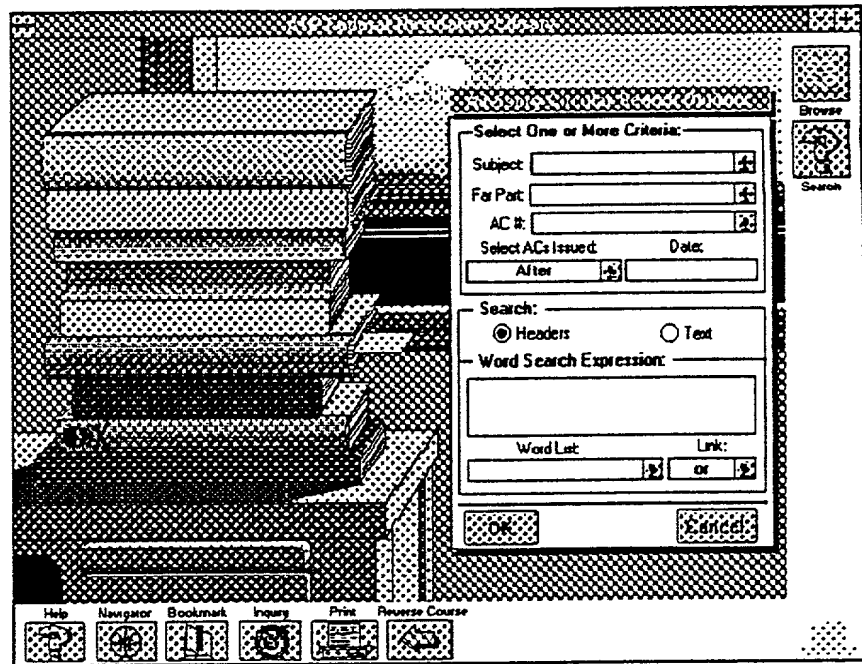 Browse
Search
Select One or More Criteria:
Subject:
Far Part:
AC #:
Select ACs Issued: Date:
After
Search:
Headers Text
Word Search Expression:
Word List: Link:
or
OK Cancel
Help Navigator Bookmark Inquiry Print Reverse Course